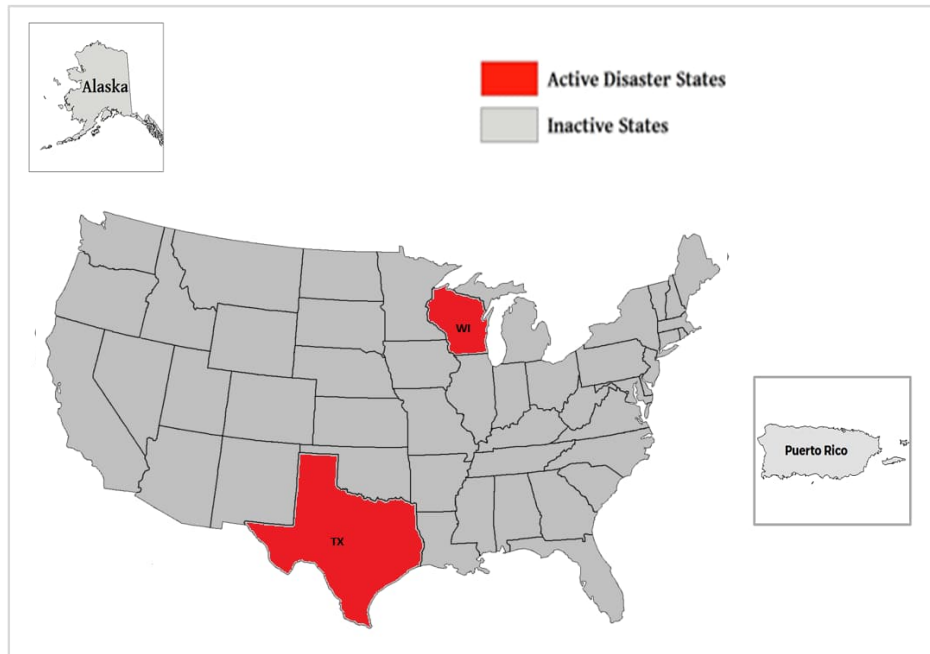 Alaska
Active Disaster States
Inactive States
WI
Puerto Rico
TX